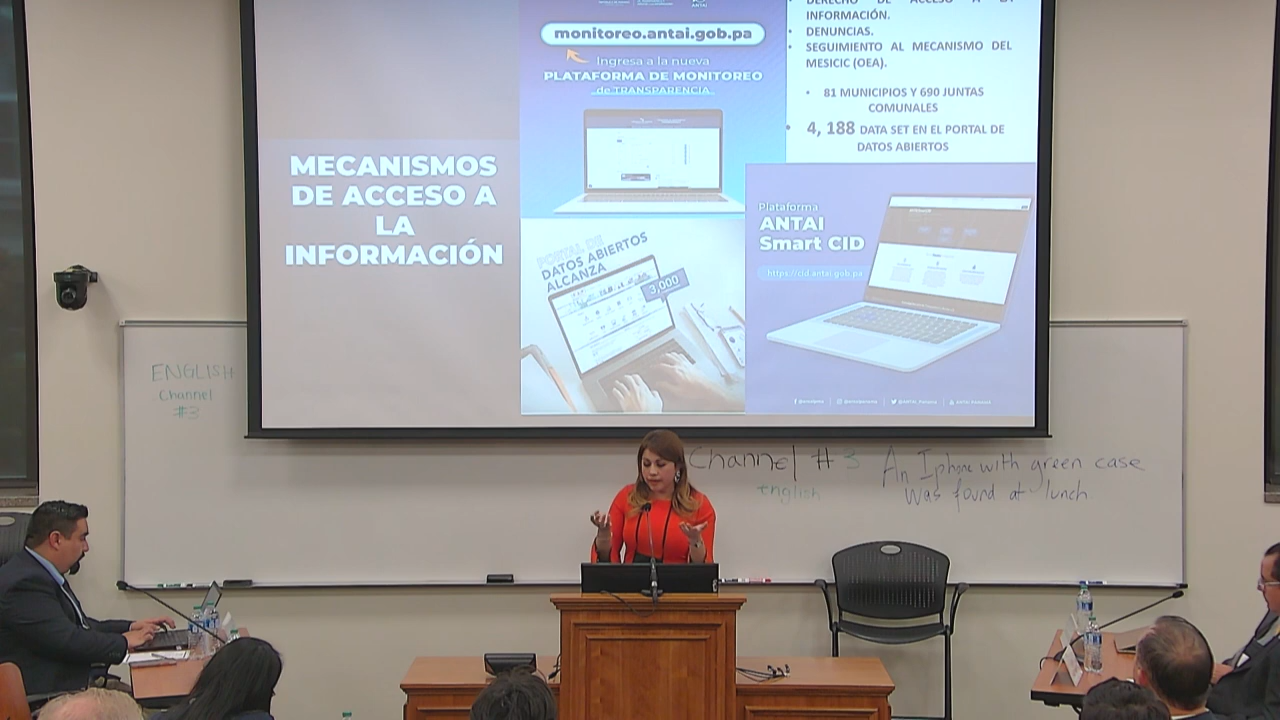 MECANISMOS
DE ACCESO A
LA
INFORMACIÓN
ANTAI
monitoreo.antai.gob.pa
Ingresa a la nueva
PLATAFORMA DE MONITOREO
de TRANSPARENCIA
DERECHO DE ACCESO A LA
INFORMACIÓN.
DENUNCIAS.
SEGUIMIENTO AL MECANISMO DEL
MESICIC (OEA).
81 MUNICIPIOS Y 690 JUNTAS
COMUNALES
4, 188 DATA SET EN EL PORTAL DE
DATOS ABIERTOS
PORTAL DE
DATOS ABIERTOS
ALCANZA
3,000
Plataforma
ANTAI
Smart CID
https://cid.antai.gob.pa
ENGLISH
Channel
#3
Channel # 3
English
An Iphone with green case
was found at lunch